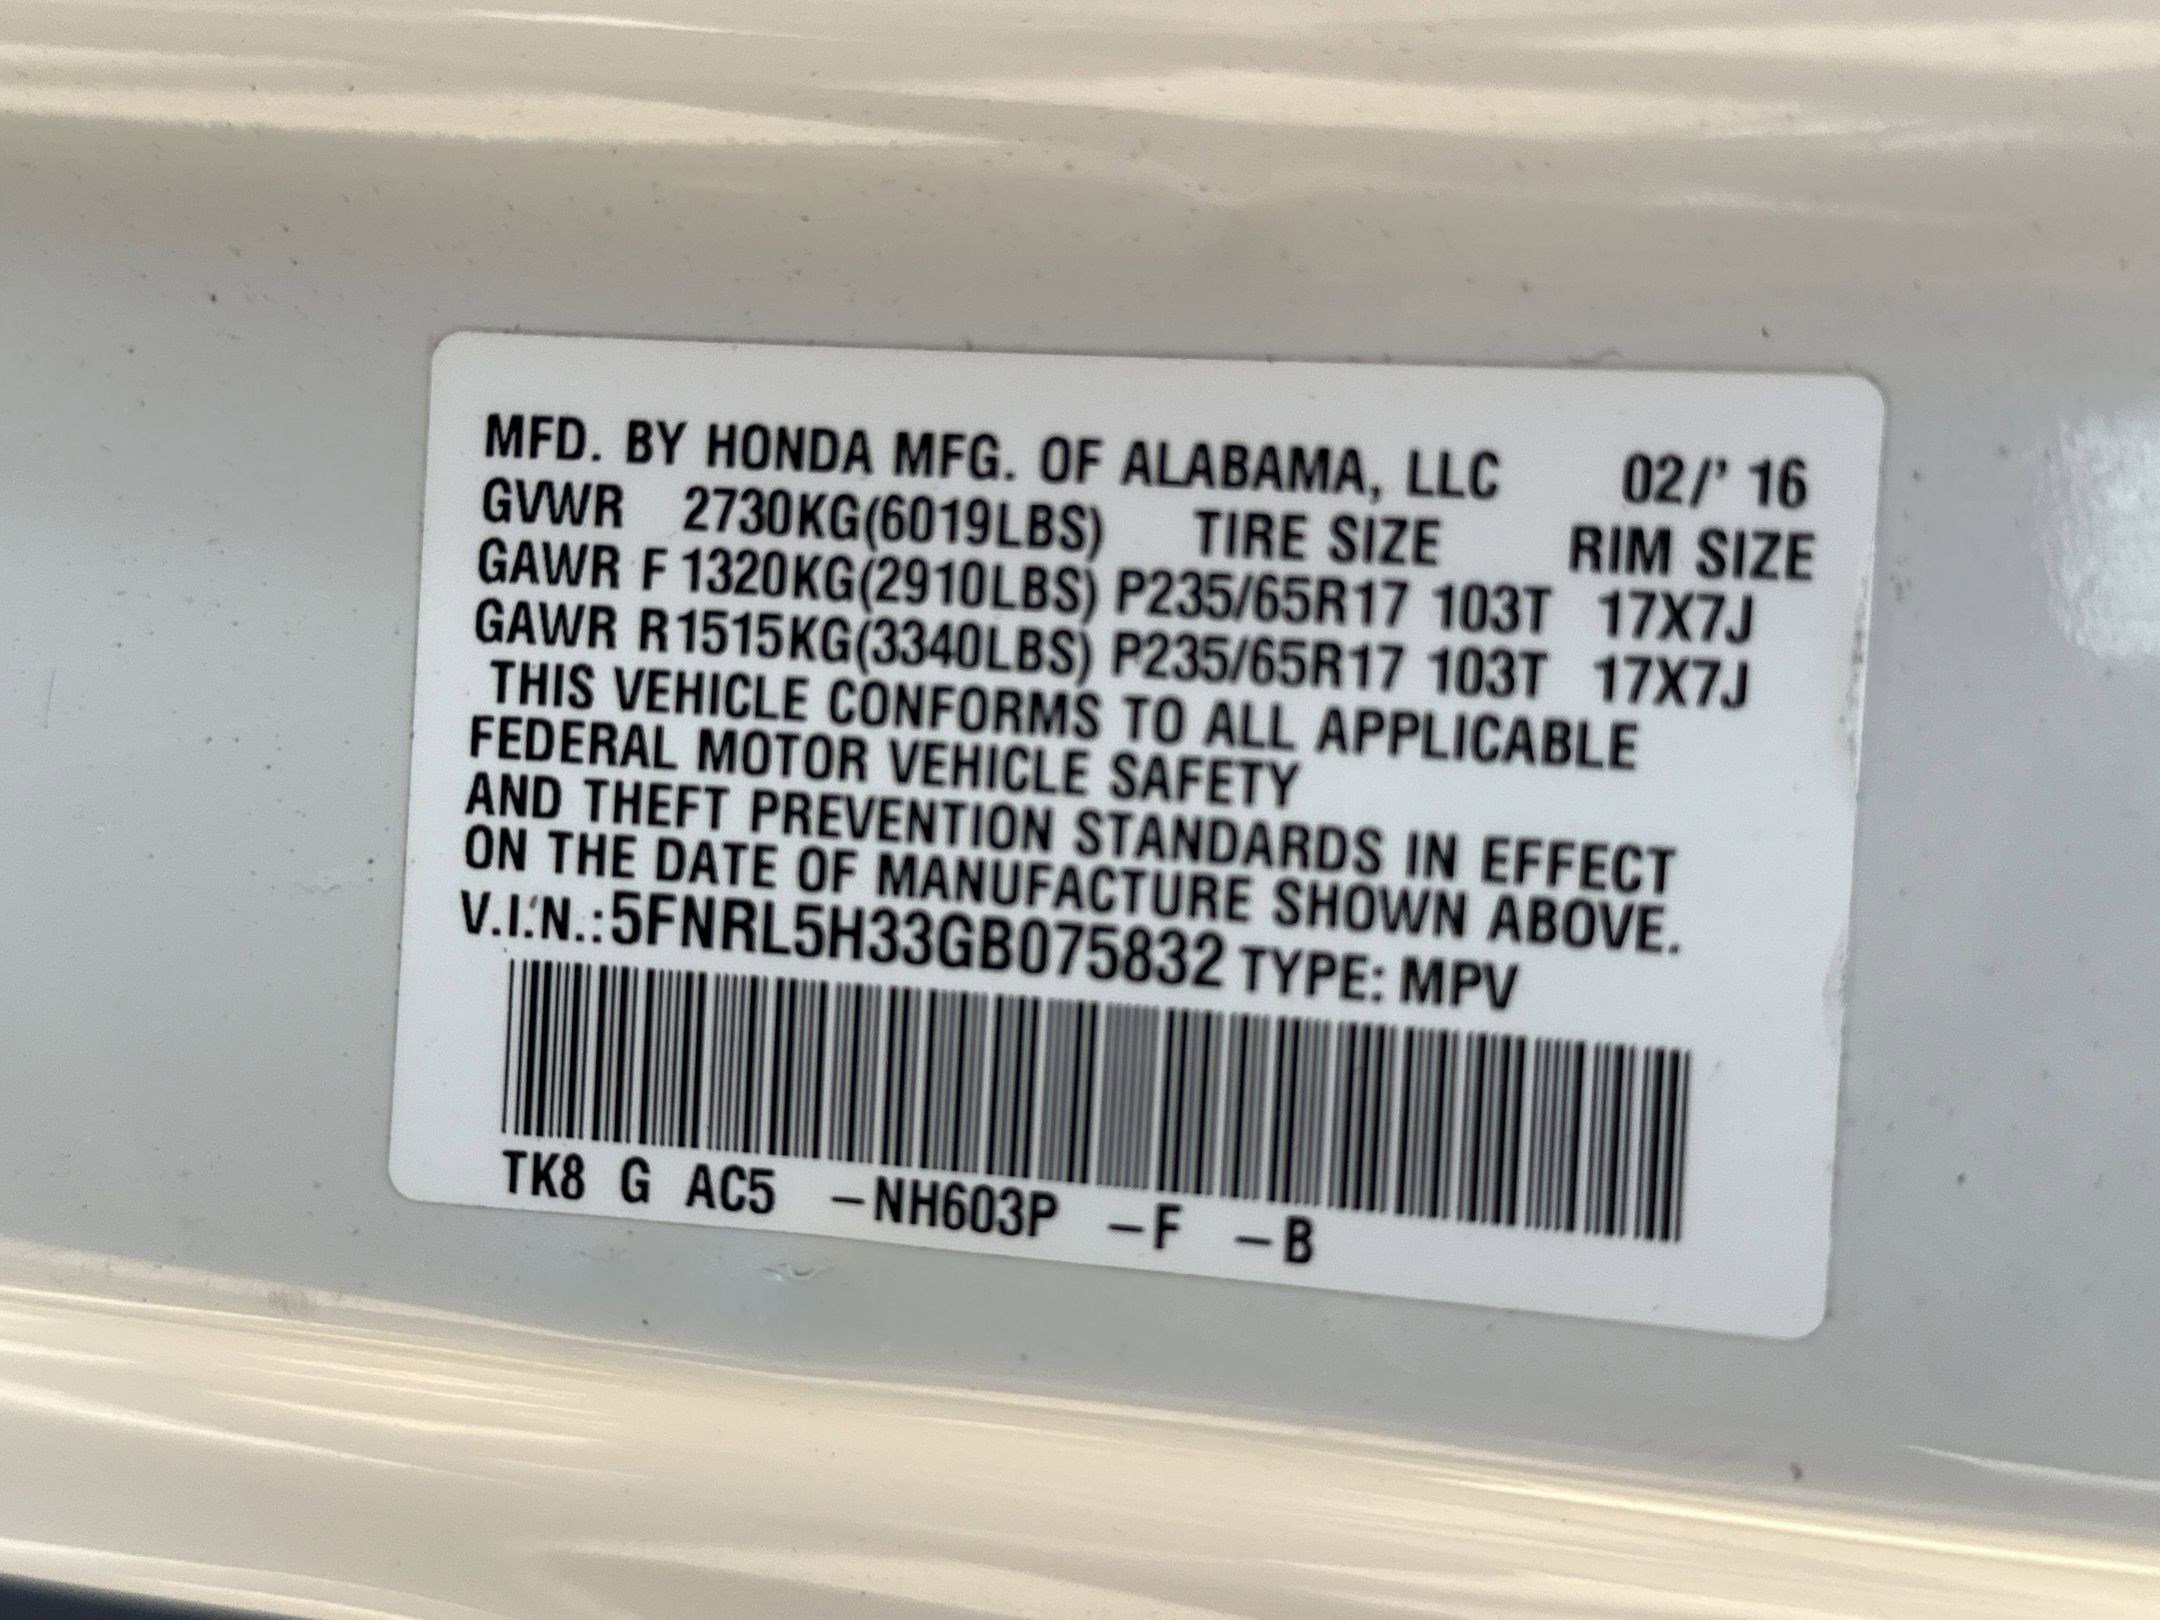 MFD. BY HONDA MFG. OF ALABAMA, LLC 02/' 16
GVWR 2730KG(6019LBS) TIRE SIZE RIM SIZE
GAWR F 1320KG(2910LBS) P235/65R17 103T 17X7J
GAWR R1515KG(3340LBS) P235/65R17 103T 17X7J
THIS VEHICLE CONFORMS TO ALL APPLICABLE
FEDERAL MOTOR VEHICLE SAFETY
AND THEFT PREVENTION STANDARDS IN EFFECT
ON THE DATE OF MANUFACTURE SHOWN ABOVE.
V.I.N.:5FNRL5H33GB075832 TYPE: MPV
TK8 G AC5 –NH603P –F –B